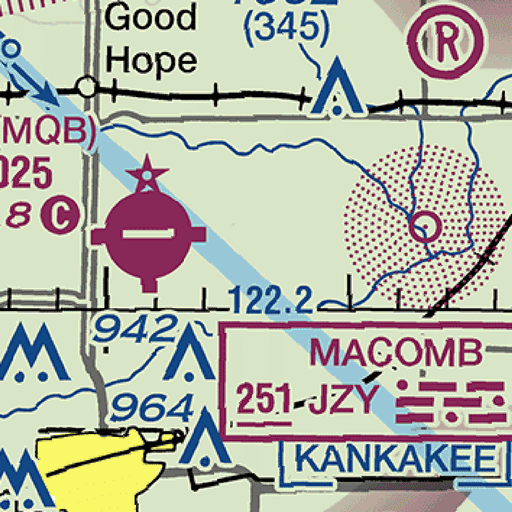 Good
Hope
(345)
R
(MQB)
025
8 C
122.2
942
964
MACOMB
251 JZY
KANKAKEE